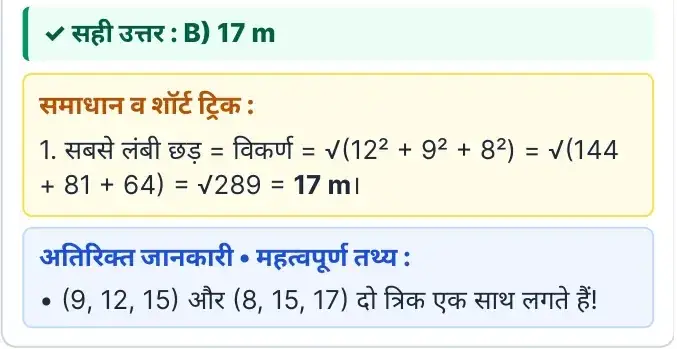 ✓ सही उत्तर : B) 17 m
समाधान व शॉर्ट ट्रिक :
1. सबसे लंबी छड़ = विकर्ण = √(12² + 9² + 8²) = √(144
+ 81 + 64) = √289 = 17 m।
अतिरिक्त जानकारी • महत्वपूर्ण तथ्य :
• (9, 12, 15) और (8, 15, 17) दो त्रिक एक साथ लगते हैं!